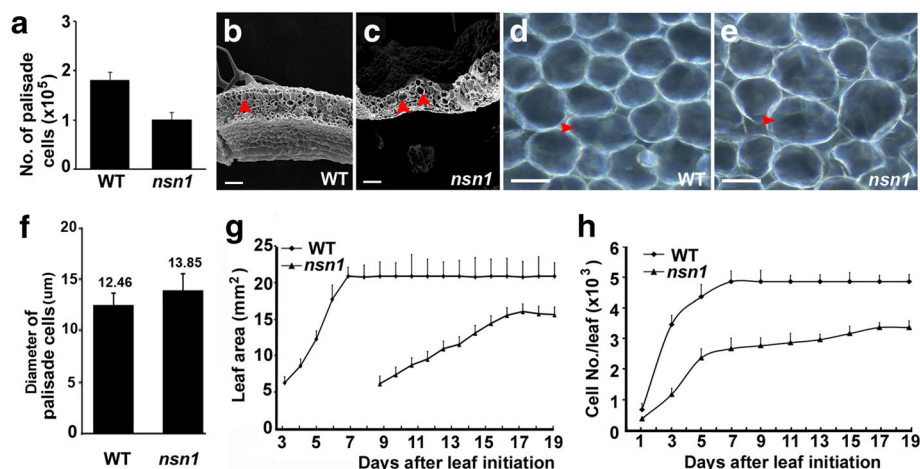 a
No. of palisade
cells (x10⁵)
3
2
1
0
WT
nsn1
b
WT
c
nsn1
d
WT
e
nsn1
f
Diameter of
palisade cells (um)
20
15
10
5
0
12.46
13.85
WT
nsn1
g
WT
nsn1
Leaf area (mm²)
25
20
15
10
5
0
3 5 7 9 11 13 15 17 19
Days after leaf initiation
h
WT
nsn1
Cell No./leaf (x10³)
6
5
4
3
2
1
0
1 3 5 7 9 11 13 15 17 19
Days after leaf initiation